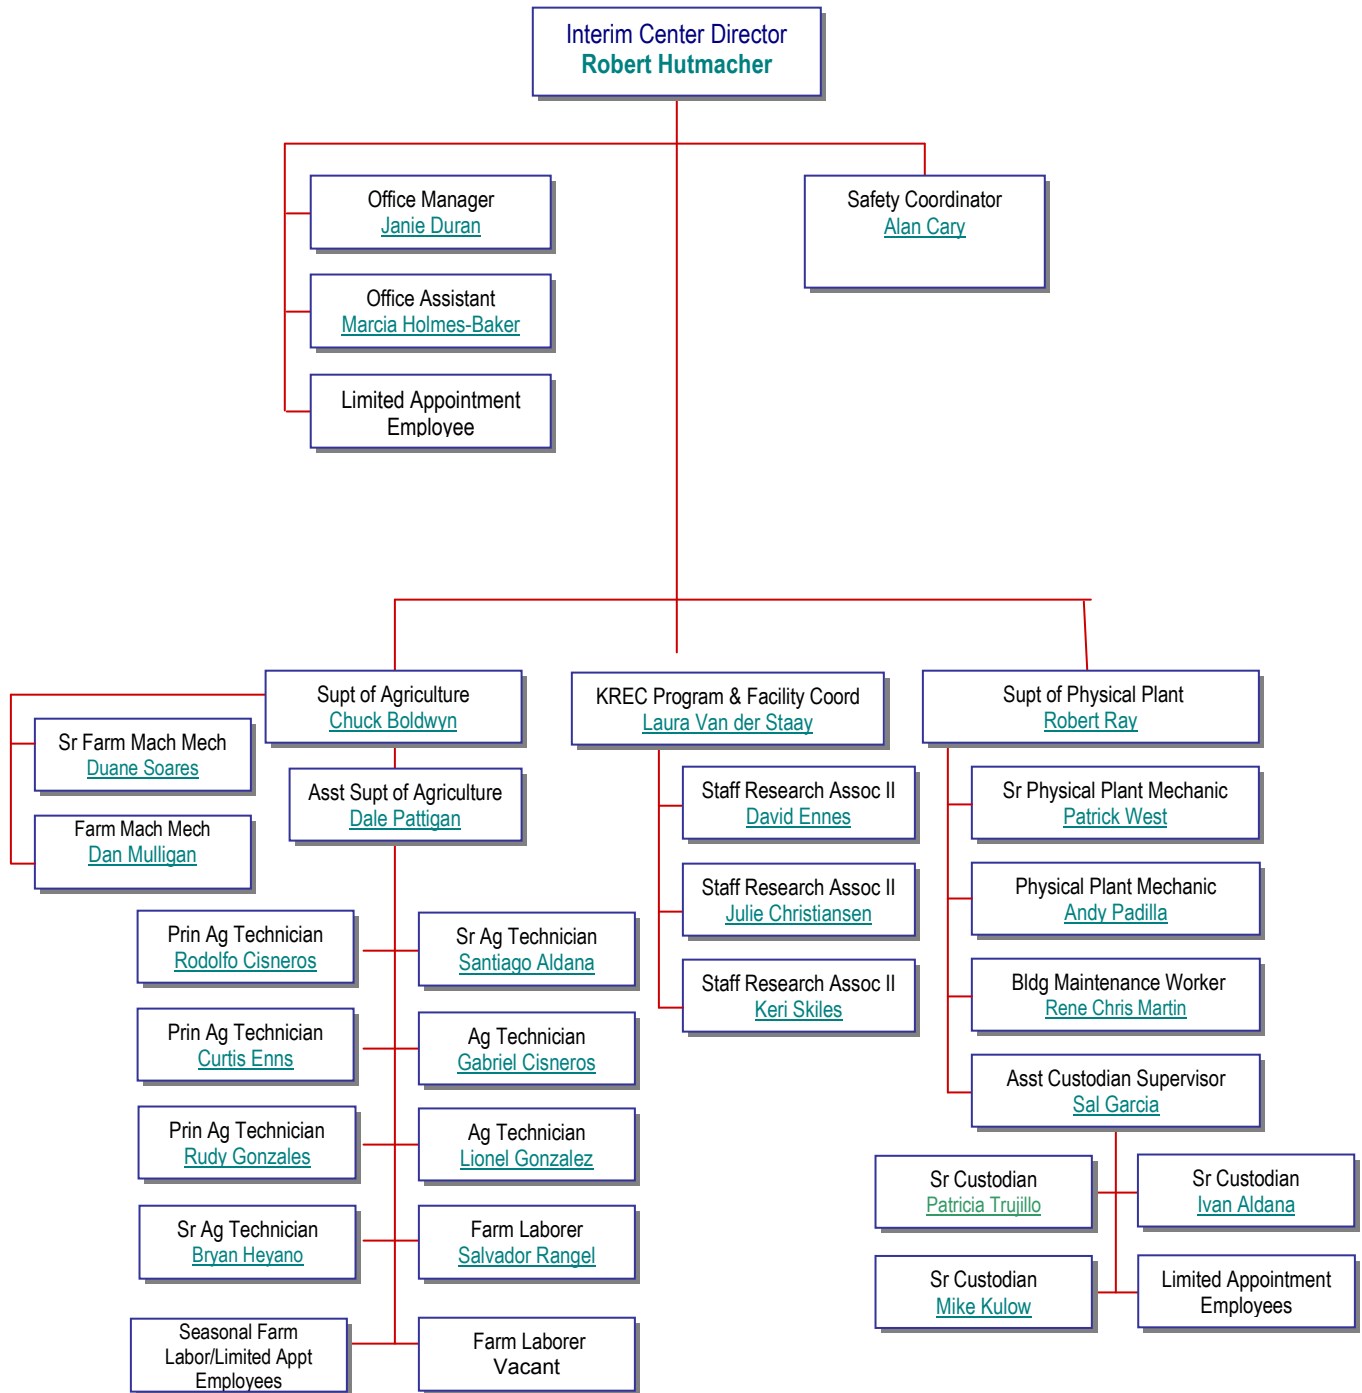 Interim Center Director
Robert Hutmacher
Office Manager
Janie Duran
Safety Coordinator
Alan Cary
Office Assistant
Marcia Holmes-Baker
Limited Appointment
Employee
Supt of Agriculture
Chuck Boldwyn
KREC Program & Facility Coord
Laura Van der Staay
Supt of Physical Plant
Robert Ray
Sr Farm Mach Mech
Duane Soares
Farm Mach Mech
Dan Mulligan
Asst Supt of Agriculture
Dale Pattigan
Prin Ag Technician
Rodolfo Cisneros
Sr Ag Technician
Santiago Aldana
Prin Ag Technician
Curtis Enns
Ag Technician
Gabriel Cisneros
Prin Ag Technician
Rudy Gonzales
Ag Technician
Lionel Gonzalez
Sr Ag Technician
Bryan Heyano
Farm Laborer
Salvador Rangel
Seasonal Farm
Labor/Limited Appt
Employees
Farm Laborer
Vacant
Staff Research Assoc II
David Ennes
Staff Research Assoc II
Julie Christiansen
Staff Research Assoc II
Keri Skiles
Sr Physical Plant Mechanic
Patrick West
Physical Plant Mechanic
Andy Padilla
Bldg Maintenance Worker
Rene Chris Martin
Asst Custodian Supervisor
Sal Garcia
Sr Custodian
Patricia Trujillo
Sr Custodian
Ivan Aldana
Sr Custodian
Mike Kulow
Limited Appointment
Employees